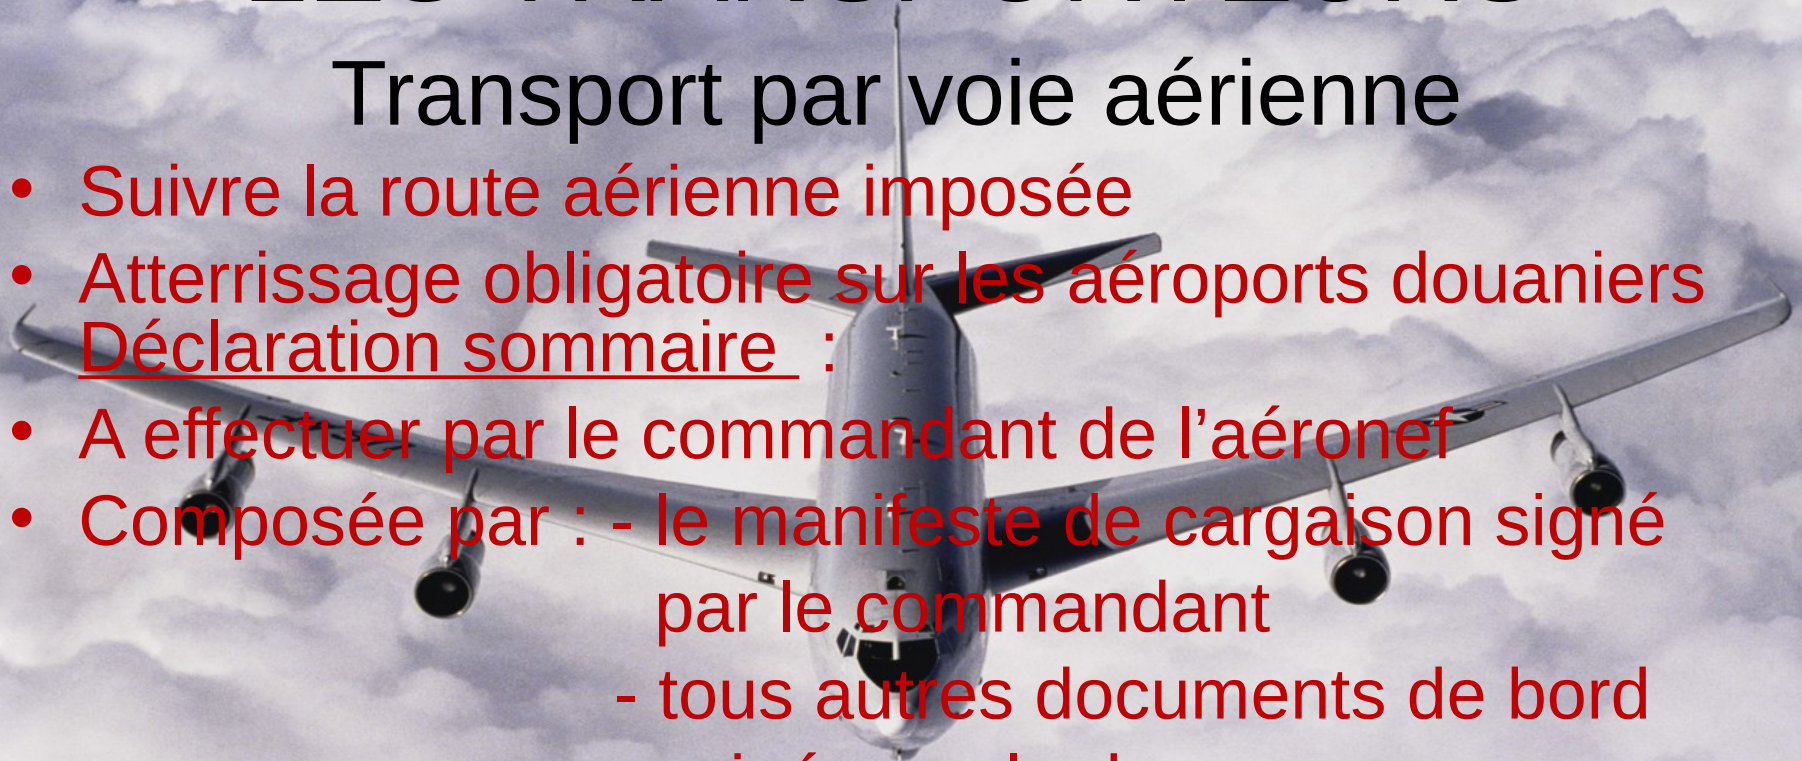 Transport par voie aérienne
• Suivre la route aérienne imposée
• Atterrissage obligatoire sur les aéroports douaniers
Déclaration sommaire :
• A effectuer par le commandant de l’aéronef
• Composée par : - le manifeste de cargaison signé
par le commandant
- tous autres documents de bord